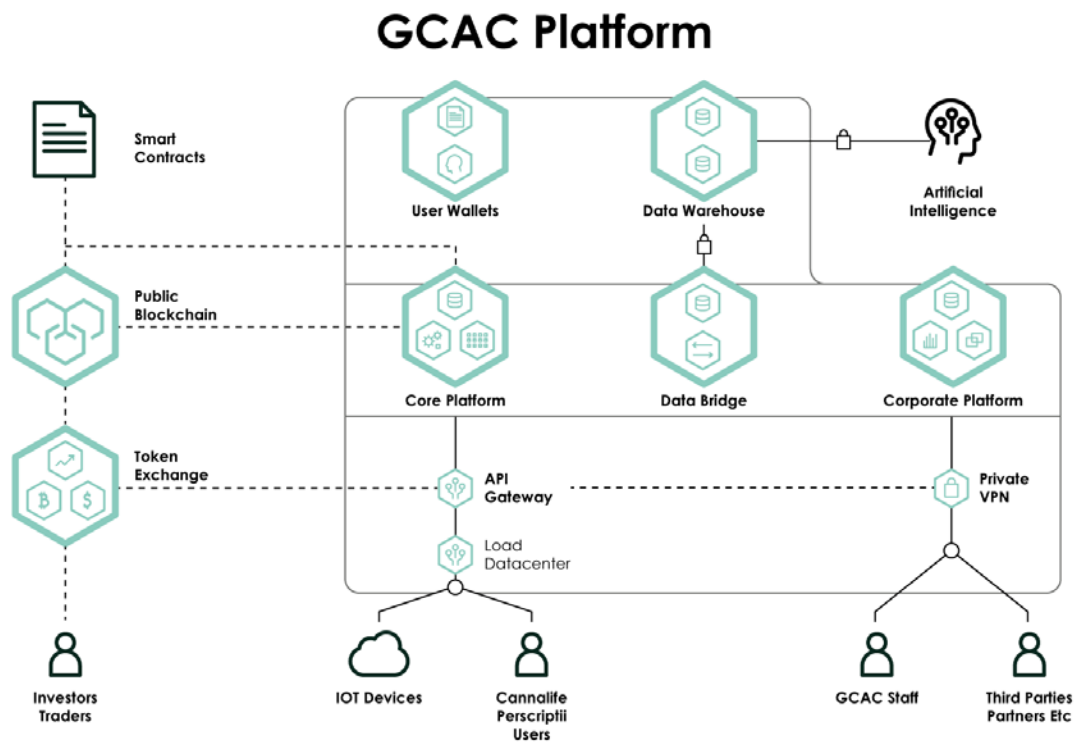 GCAC Platform
Smart
Contracts
User Wallets
Data Warehouse
Artificial
Intelligence
Public
Blockchain
Core Platform
Data Bridge
Corporate Platform
Token
Exchange
API
Gateway
Private
VPN
Load
Datacenter
Investors
Traders
IOT Devices
Cannalife
Perscriptii
Users
GCAC Staff
Third Parties
Partners Etc